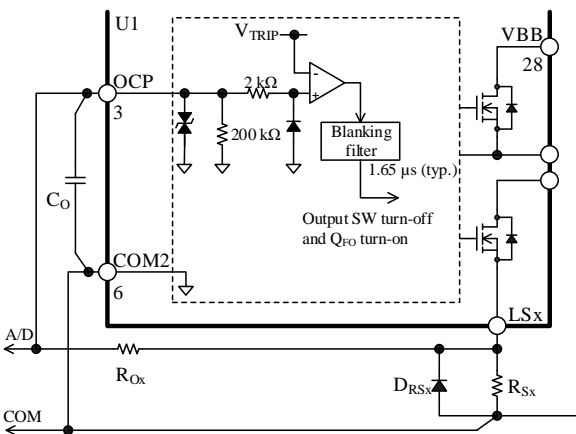 U1
VTRIP
VBB
28
OCP
3
2 kΩ
-
+
200 kΩ
Blanking
filter
1.65 µs (typ.)
CO
Output SW turn-off
and QFO turn-on
COM2
6
LSx
A/D
ROx
DRSx
RSx
COM